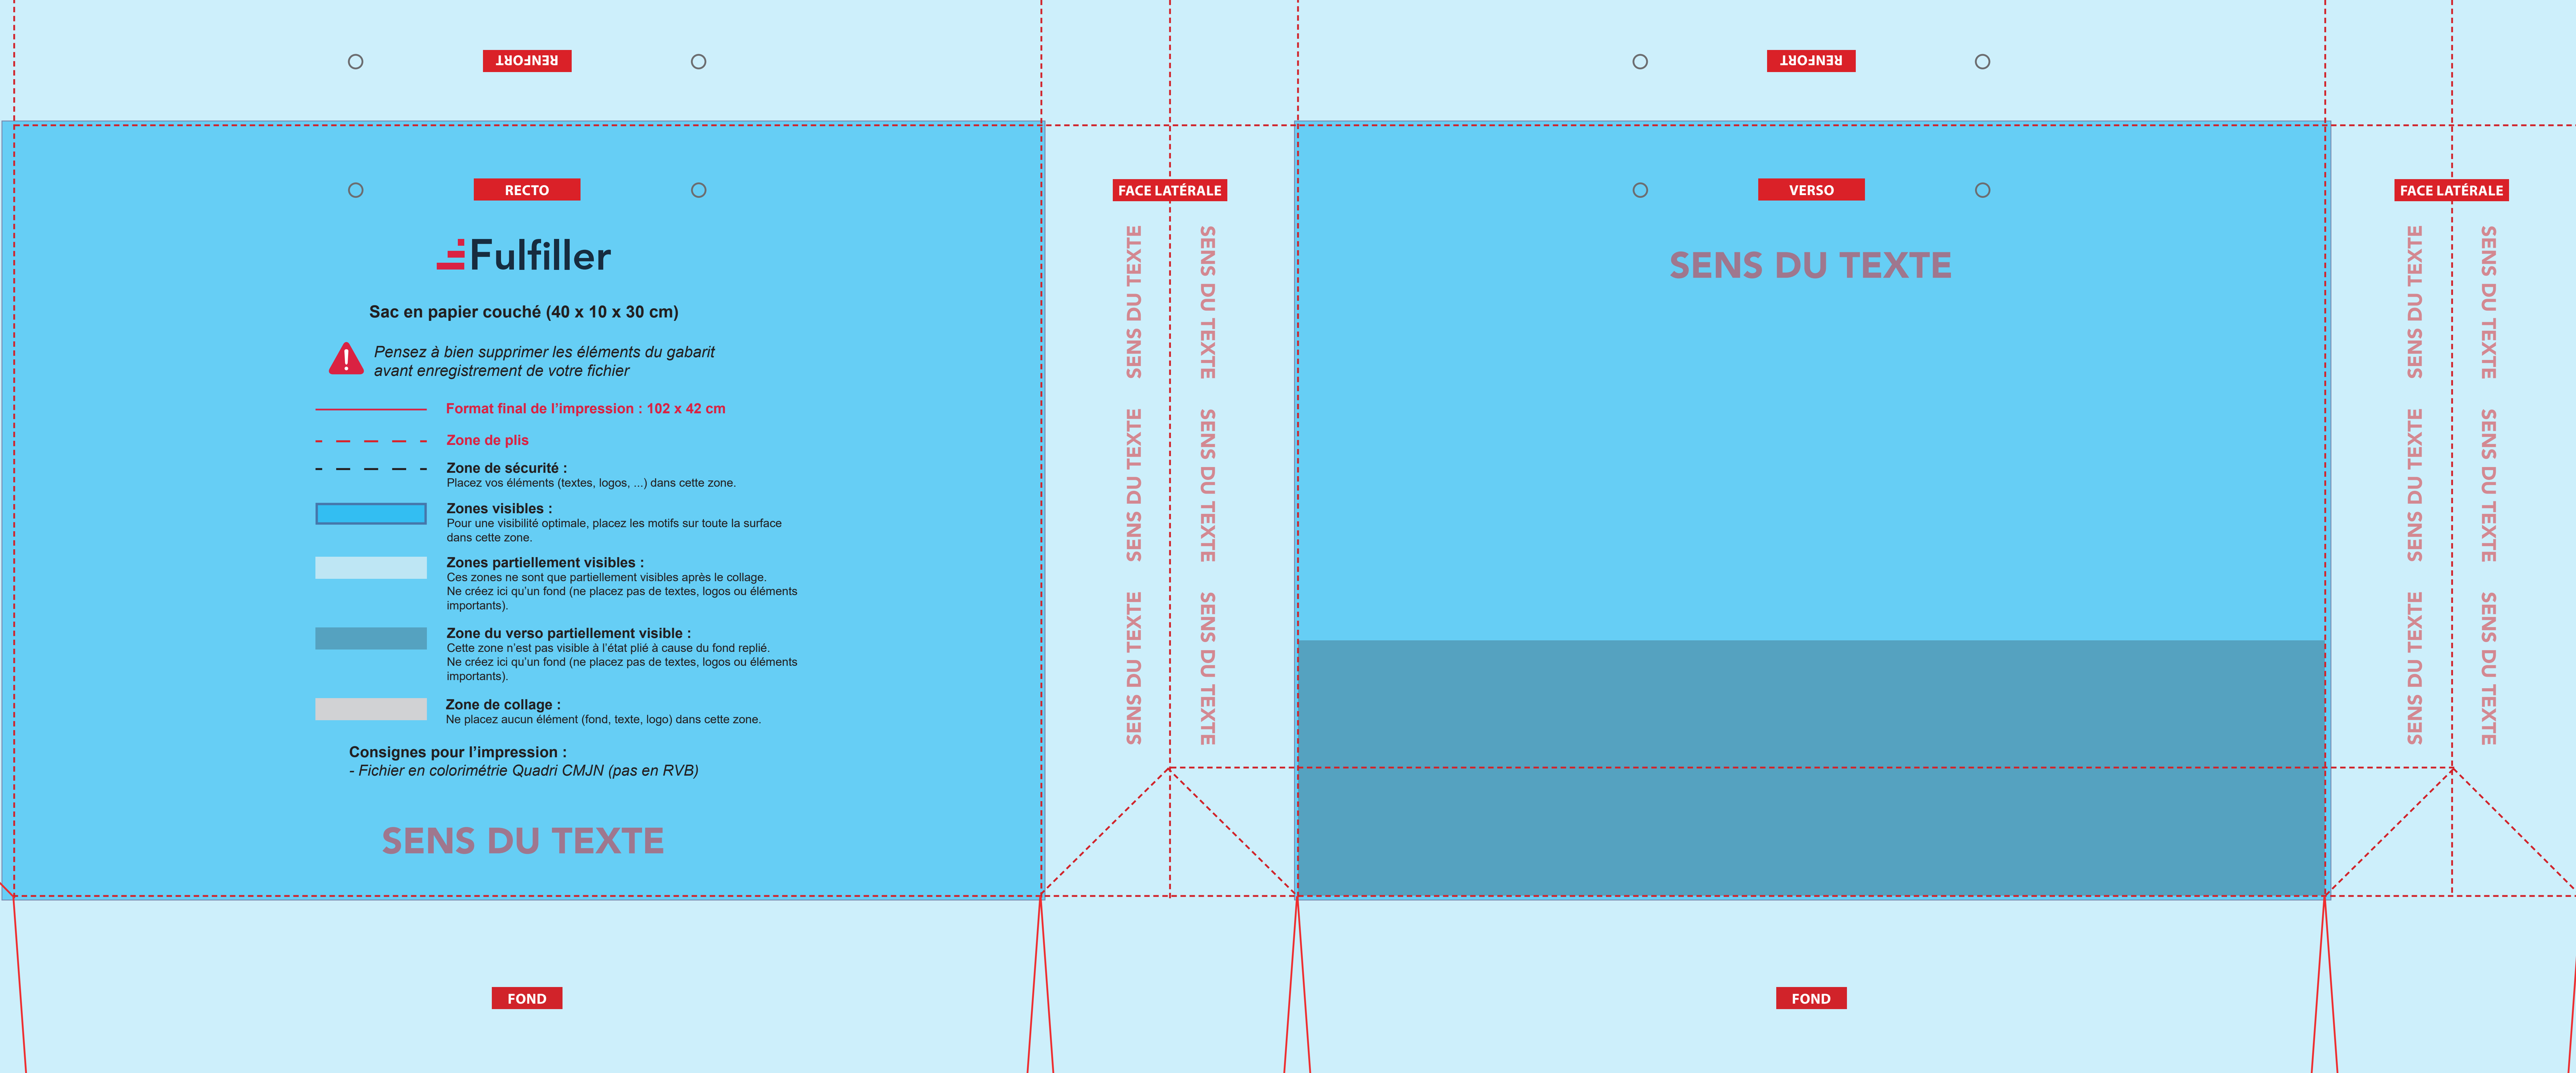 RENFORT
RENFORT
RECTO
FACE LATÉRALE
VERSO
FACE LATÉRALE
Fulfiller
Sac en papier couché (40 x 10 x 30 cm)
Pensez à bien supprimer les éléments du gabarit
avant enregistrement de votre fichier
Format final de l'impression : 102 x 42 cm
Zone de plis
Zone de sécurité :
Placez vos éléments (textes, logos, ...) dans cette zone.
Zones visibles :
Pour une visibilité optimale, placez les motifs sur toute la surface
dans cette zone.
Zones partiellement visibles :
Ces zones ne sont que partiellement visibles après le collage.
Ne créez ici qu'un fond (ne placez pas de textes, logos ou éléments
importants).
Zone du verso partiellement visible :
Cette zone n'est pas visible à l'état plié à cause du fond replié.
Ne créez ici qu'un fond (ne placez pas de textes, logos ou éléments
importants).
Zone de collage :
Ne placez aucun élément (fond, texte, logo) dans cette zone.
Consignes pour l'impression :
- Fichier en colorimétrie Quadri CMJN (pas en RVB)
SENS DU TEXTE
SENS DU TEXTE
SENS DU TEXTE
SENS DU TEXTE
SENS DU TEXTE
SENS DU TEXTE
SENS DU TEXTE
SENS DU TEXTE
SENS DU TEXTE
SENS DU TEXTE
SENS DU TEXTE
SENS DU TEXTE
SENS DU TEXTE
SENS DU TEXTE
FOND
FOND